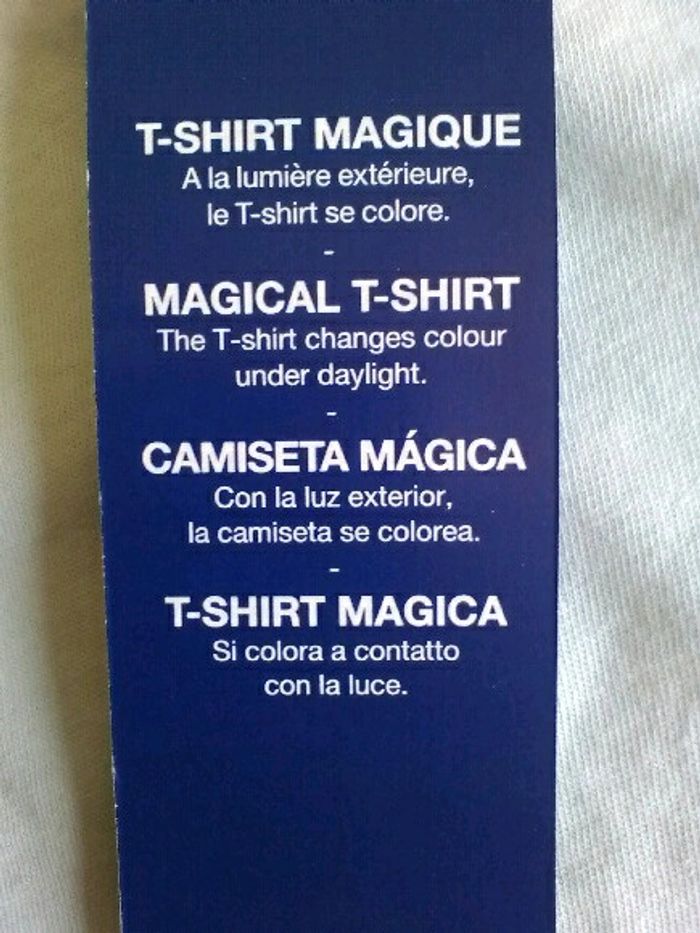 T-SHIRT MAGIQUE
A la lumière extérieure,
le T-shirt se colore.
-
MAGICAL T-SHIRT
The T-shirt changes colour
under daylight.
-
CAMISETA MÁGICA
Con la luz exterior,
la camiseta se colorea.
-
T-SHIRT MAGICA
Si colora a contatto
con la luce.